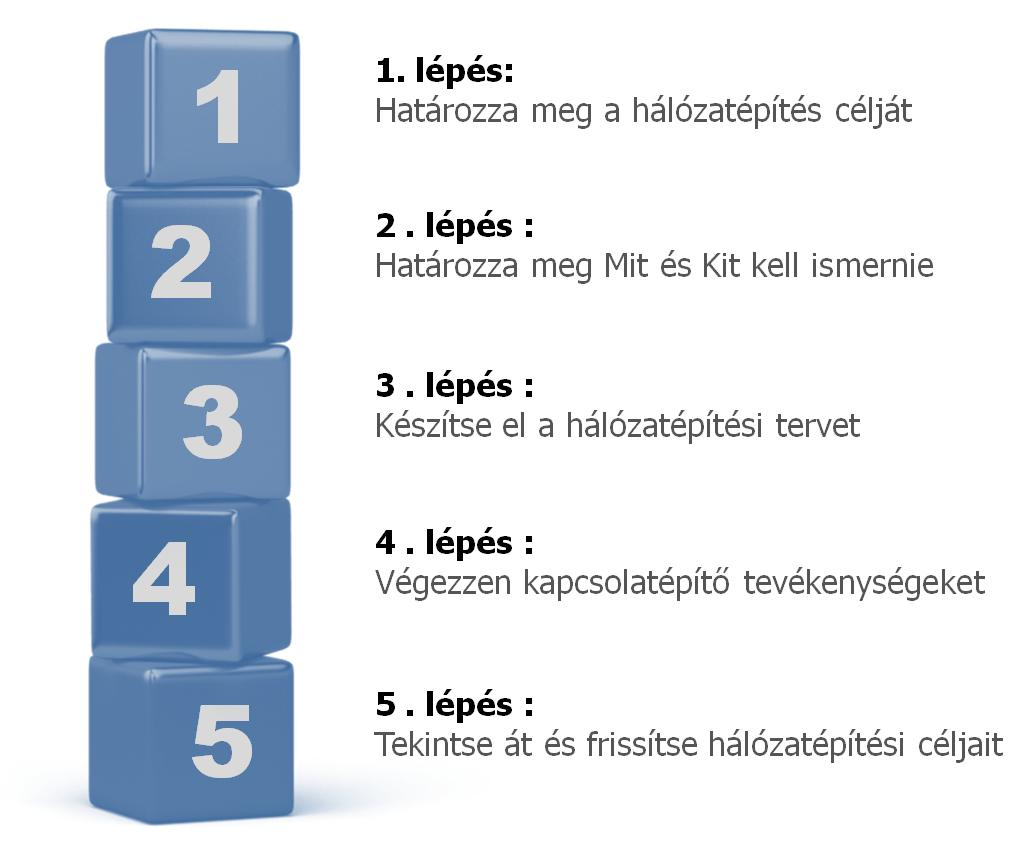 1
1. lépés:
Határozza meg a hálózatépítés célját
2
2 . lépés :
Határozza meg Mit és Kit kell ismernie
3
3 . lépés :
Készítse el a hálózatépítési tervet
4
4 . lépés :
Végezzen kapcsolatépítő tevékenységeket
5
5 . lépés :
Tekintse át és frissítse hálózatépítési céljait